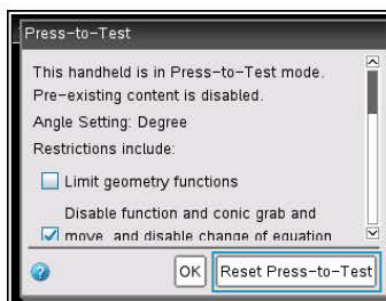 Press-to-Test
This handheld is in Press-to-Test mode.
Pre-existing content is disabled.
Angle Setting: Degree
Restrictions include:
Limit geometry functions
Disable function and conic grab and
move, and disable change of equation
OK
Reset Press-to-Test